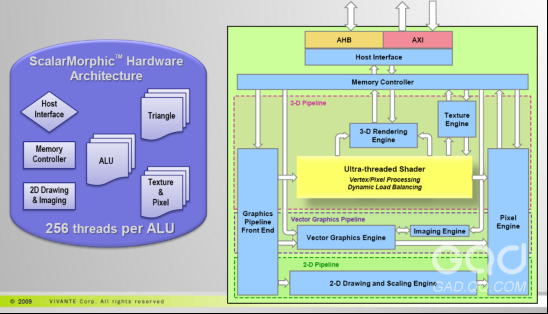 ScalarMorphic™ Hardware
Architecture
Host
Interface
Triangle
Memory
Controller
ALU
2D Drawing
& Imaging
Texture
&
Pixel
256 threads per ALU
© 2009 VIVANTE Corp. All rights reserved
AHB
AXI
Host Interface
Memory Controller
3-D Pipeline
3-D Rendering
Engine
Texture
Engine
Ultra-threaded Shader
Vertex/Pixel Processing
Dynamic Load Balancing
Graphics
Pipeline
Front End
Pixel
Engine
Vector Graphics Pipeline
Vector Graphics Engine
Imaging Engine
2-D Pipeline
2-D Drawing and Scaling Engine
gad
GAD.QQ.COM